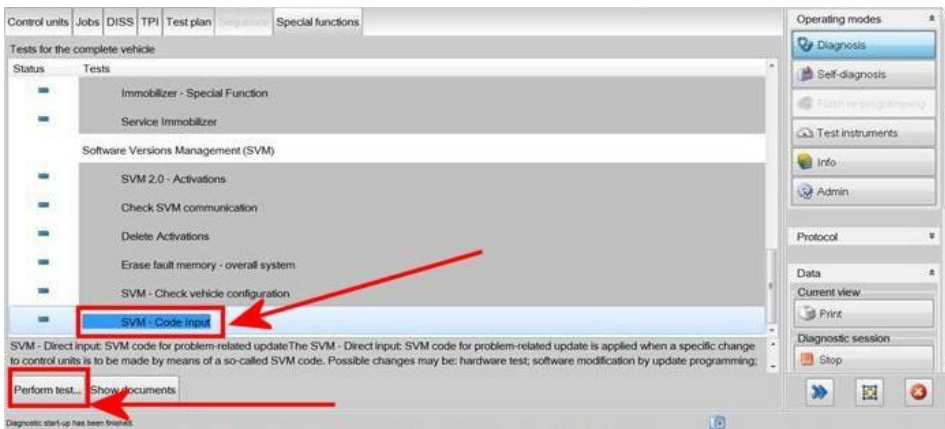 Control units Jobs DISS TPI Test plan Sequence Special functions
Tests for the complete vehicle
Status Tests
Immobilizer - Special Function
Service Immobilizer
Software Versions Management (SVM)
SVM 2.0 - Activations
Check SVM communication
Delete Activations
Erase fault memory - overall system
SVM - Check vehicle configuration
SVM - Code Input
SVM - Direct input: SVM code for problem-related updateThe SVM - Direct input: SVM code for problem-related update is applied when a specific change
to control units is to be made by means of a so-called SVM code. Possible changes may be: hardware test; software modification by update programming;
Perform test... Show documents
Diagnostic start-up has been finished.
Operating modes
Diagnosis
Self-diagnosis
Flash re-programming
Test instruments
Info
Admin
Protocol
Data
Current view
Print
Diagnostic session
Stop